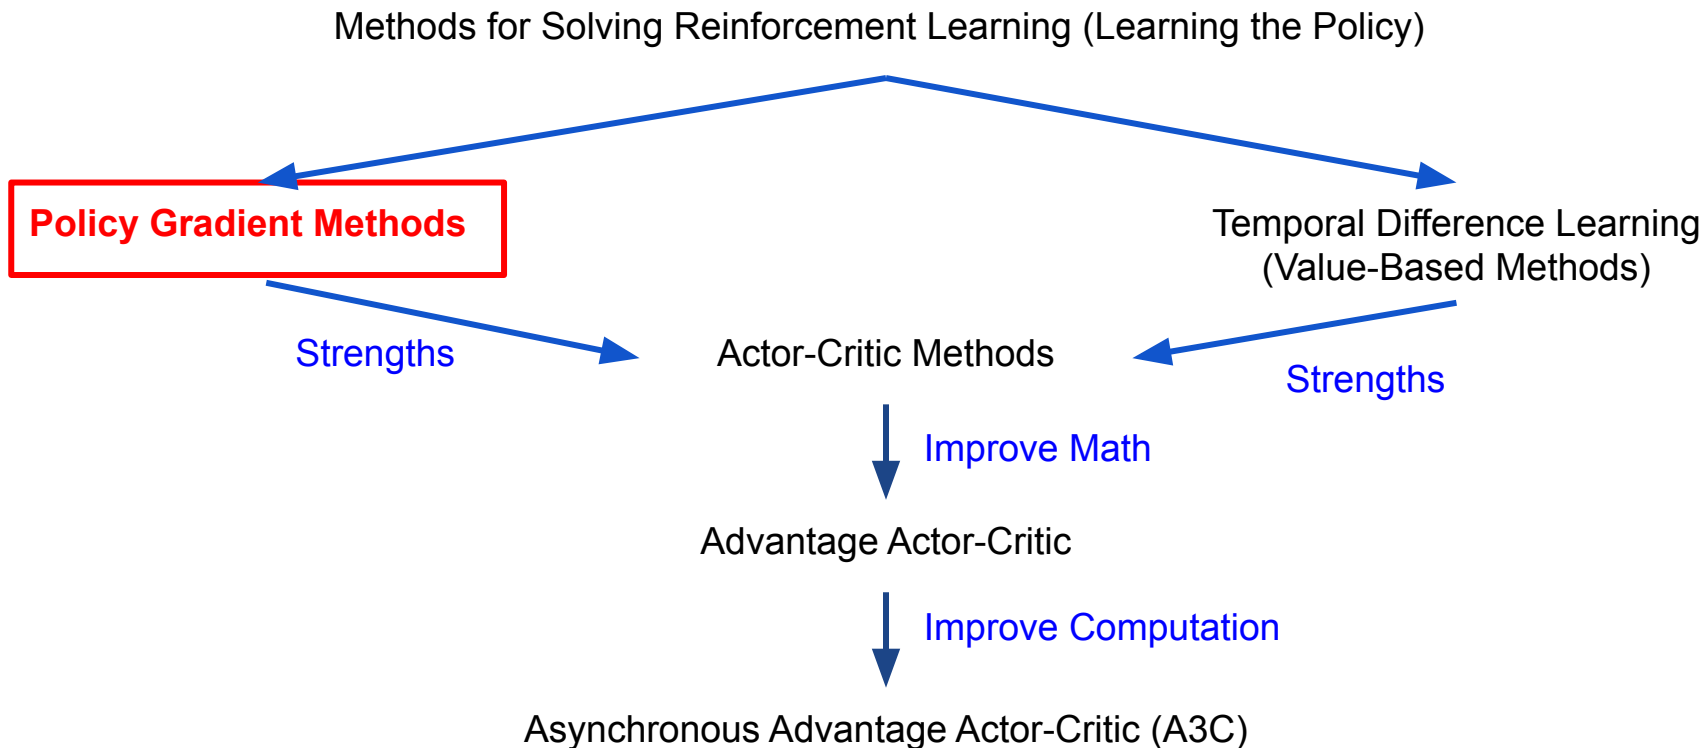 Methods for Solving Reinforcement Learning (Learning the Policy)
Policy Gradient Methods
Temporal Difference Learning
(Value-Based Methods)
Strengths
Actor-Critic Methods
Strengths
Improve Math
Advantage Actor-Critic
Improve Computation
Asynchronous Advantage Actor-Critic (A3C)